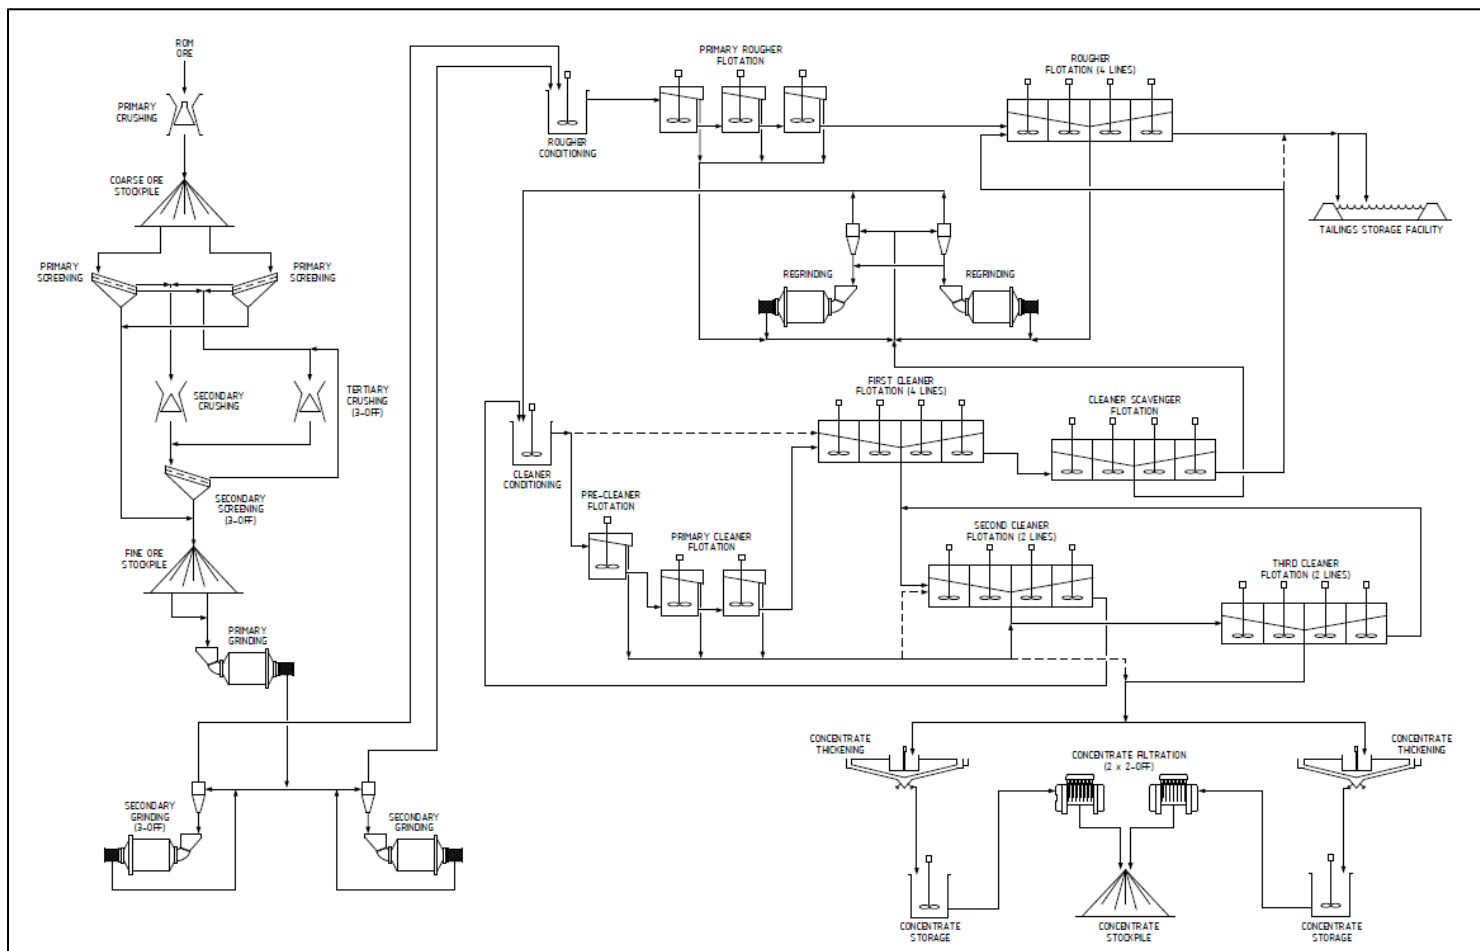 ROM
ORE
PRIMARY
CRUSHING
COARSE ORE
STOCKPILE
PRIMARY
SCREENING
PRIMARY
SCREENING
SECONDARY
CRUSHING
TERTIARY
CRUSHING
(3-OFF)
SECONDARY
SCREENING
(3-OFF)
FINE ORE
STOCKPILE
PRIMARY
GRINDING
SECONDARY
GRINDING
(3-OFF)
SECONDARY
GRINDING
ROUGHER
CONDITIONING
PRIMARY ROUGHER
FLOTATION
ROUGHER
FLOTATION (4 LINES)
TAILINGS STORAGE FACILITY
REGRINDING
REGRINDING
CLEANER
CONDITIONING
FIRST CLEANER
FLOTATION (4 LINES)
CLEANER SCAVENGER
FLOTATION
PRE-CLEANER
FLOTATION
PRIMARY CLEANER
FLOTATION
SECOND CLEANER
FLOTATION (2 LINES)
THIRD CLEANER
FLOTATION (2 LINES)
CONCENTRATE
THICKENING
CONCENTRATE FILTRATION
(2 x 2-OFF)
CONCENTRATE
THICKENING
CONCENTRATE
STORAGE
CONCENTRATE
STOCKPILE
CONCENTRATE
STORAGE